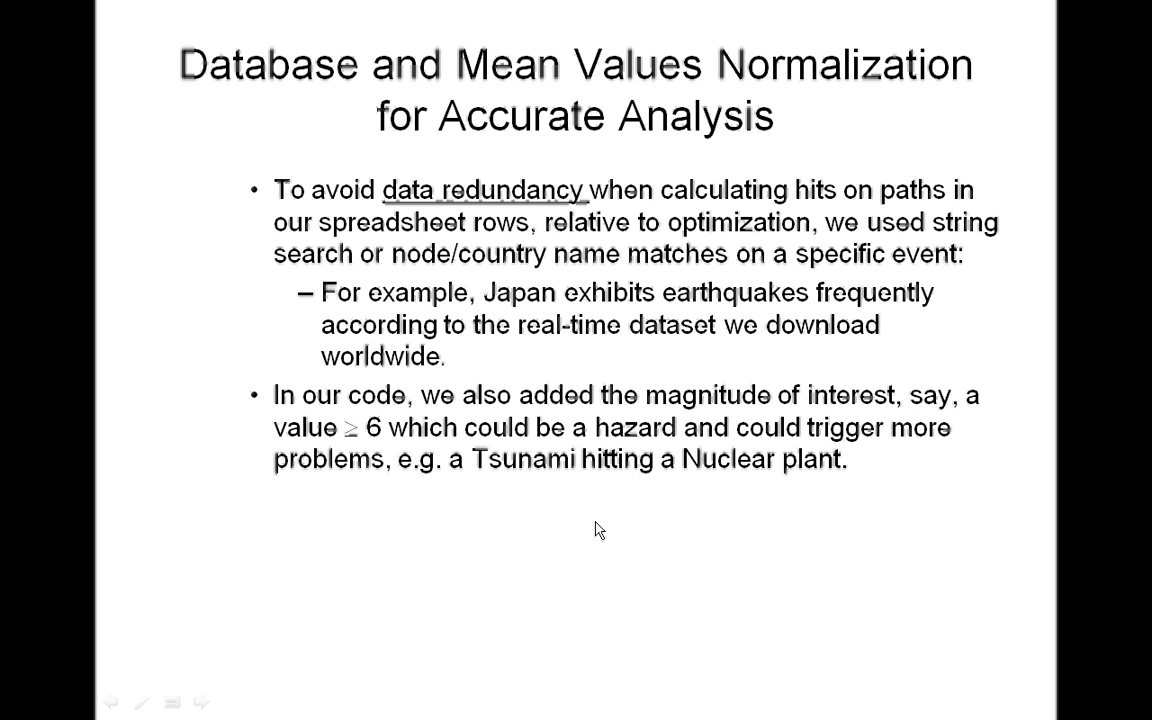 Database and Mean Values Normalization
for Accurate Analysis
• To avoid data redundancy when calculating hits on paths in
our spreadsheet rows, relative to optimization, we used string
search or node/country name matches on a specific event:
– For example, Japan exhibits earthquakes frequently
according to the real-time dataset we download
worldwide.
• In our code, we also added the magnitude of interest, say, a
value ≥ 6 which could be a hazard and could trigger more
problems, e.g. a Tsunami hitting a Nuclear plant.